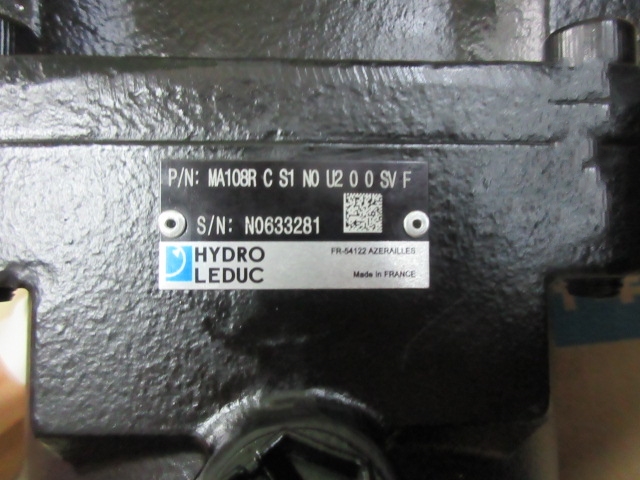 P/N: MA108R C S1 N0 U2 0 0 SV F
S/N: N0633281
HYDRO
LEDUC
FR-54122 AZERAILLES
Made in FRANCE